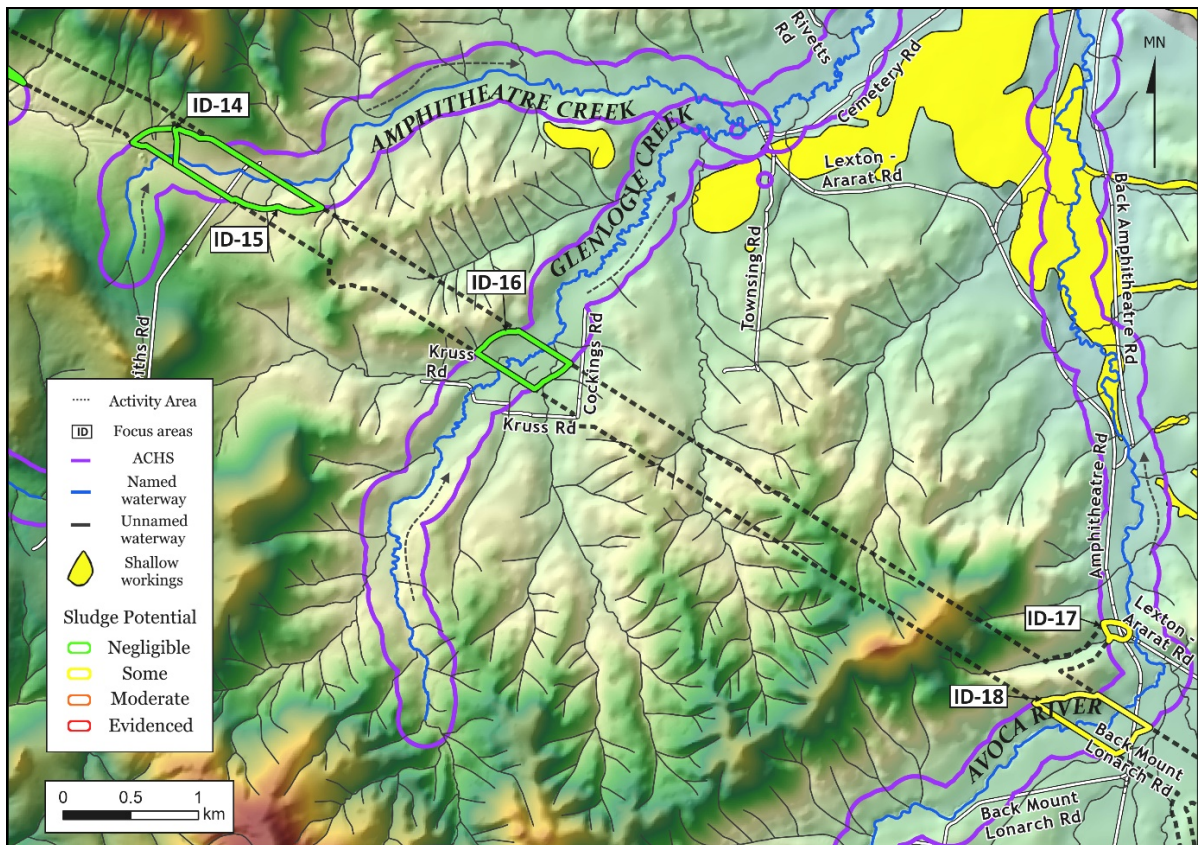 Rivetts
Rd
Cemetery Rd
MN
ID-14
AMPHITHEATRE CREEK
GLENLOGIE CREEK
Lexton -
Ararat Rd
Back Amphitheatre Rd
ID-15
Townsing Rd
ID-16
Kruss
Rd
Cockings Rd
Kruss Rd
iths Rd
Amphitheatre Rd
Activity Area
ID
Focus areas
ACHS
Named
waterway
Unnamed
waterway
Shallow
workings
Sludge Potential
Negligible
Some
Moderate
Evidenced
0 0.5 1
km
ID-17
Lexton
Ararat Rd
ID-18
AVOCA RIVER
Back Mount
Lonarch Rd
Back Mount
Lonarch Rd